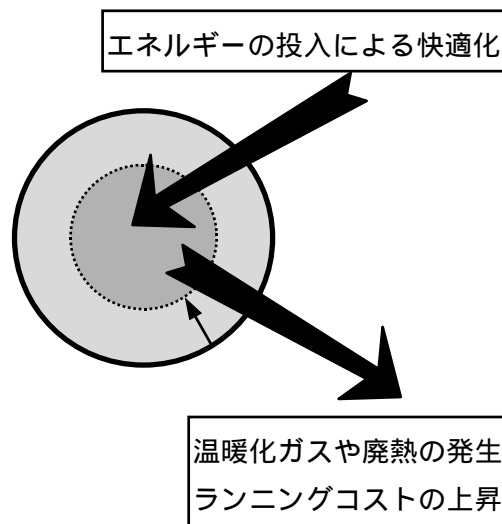 エネルギーの投入による快適化
温暖化ガスや廃熱の発生
ランニングコストの上昇